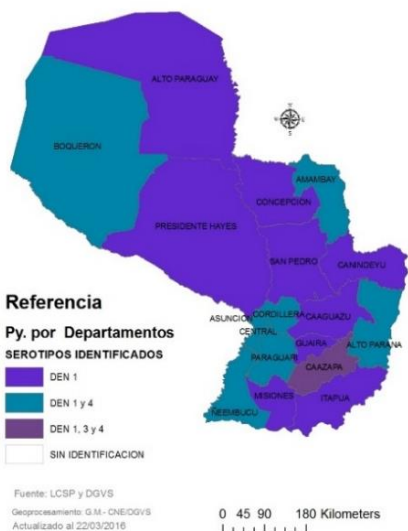 ALTO PARAGUAY
BOQUERON
AMAMBAY
CONCEPCIÓN
PRESIDENTE HAYES
SAN PEDRO
CANINDEYU
ASUNCION
CORDILLERA
CAAGUAZU
CENTRAL
GUAIRA
ALTO PARANA
PARAGUARI
CAAZAPA
MISIONES
ITAPUA
ÑEEMBUCU
Referencia
Py. por Departamentos
SEROTIPOS IDENTIFICADOS
DEN 1
DEN 1 y 4
DEN 1, 3 y 4
SIN IDENTIFICACION
Fuente: LCSP y DGVS
Geoprocesamiento: G.M.- CNE/DGVS
Actualizado al 22/03/2016
0 45 90 180 Kilometers